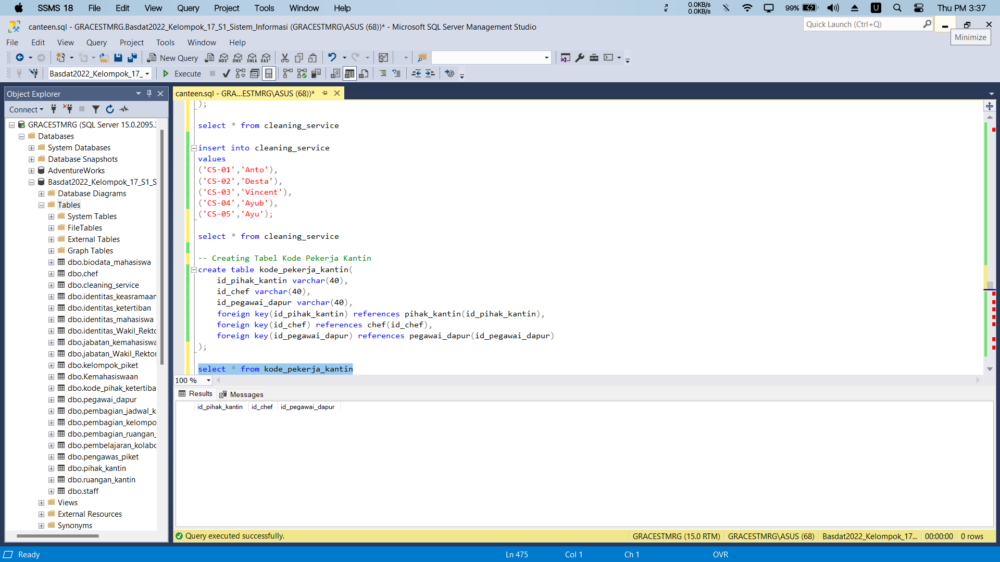 SSMS 18 File Edit View Query Project Tools Window Help
0.0KB/s
0.0KB/s
99%
U
Thu PM 3:37
canteen.sql - GRACESTMRG.Basdat2022_Kelompok_17_S1_Sistem_Informasi (GRACESTMRG\ASUS (68))* - Microsoft SQL Server Management Studio
Quick Launch (Ctrl+Q)
Minimize
File Edit View Query Project Tools Window Help
New Query MDX DMX XMLA DAX
Basdat2022_Kelompok_17_
Execute
Object Explorer
Connect
GRACESTMRG (SQL Server 15.0.2095.3
Databases
System Databases
Database Snapshots
AdventureWorks
Basdat2022_Kelompok_17_S1_S
Database Diagrams
Tables
System Tables
FileTables
External Tables
Graph Tables
dbo.biodata_mahasiswa
dbo.chef
dbo.cleaning_service
dbo.identitas_keasramaan
dbo.identitas_ketertiban
dbo.identitas_mahasiswa
dbo.identitas_Wakil_Rekto
dbo.jabatan_kemahasiswa
dbo.jabatan_Wakil_Rektor
dbo.kelompok_piket
dbo.Kemahasiswaan
dbo.kode_pihak_ketertiba
dbo.pegawai_dapur
dbo.pembagian_jadwal_k
dbo.pembagian_kelompo
dbo.pembagian_ruangan_
dbo.pembelajaran_kolabo
dbo.pengawas_piket
dbo.pihak_kantin
dbo.ruangan_kantin
dbo.staff
Views
External Resources
Synonyms
canteen.sql - GRA...ESTMRG\ASUS (68))*
);
select * from cleaning_service
insert into cleaning_service
values
('CS-01','Anto'),
('CS-02','Desta'),
('CS-03','Vincent'),
('CS-04','Ayub'),
('CS-05','Ayu');
select * from cleaning_service
-- Creating Tabel Kode Pekerja Kantin
create table kode_pekerja_kantin(
id_pihak_kantin varchar(40),
id_chef varchar(40),
id_pegawai_dapur varchar(40),
foreign key(id_pihak_kantin) references pihak_kantin(id_pihak_kantin),
foreign key(id_chef) references chef(id_chef),
foreign key(id_pegawai_dapur) references pegawai_dapur(id_pegawai_dapur)
);
select * from kode_pekerja_kantin
100 %
Results Messages
id_pihak_kantin id_chef id_pegawai_dapur
Query executed successfully.
GRACESTMRG (15.0 RTM) GRACESTMRG\ASUS (68) Basdat2022_Kelompok_17... 00:00:00 0 rows
Ready
Ln 475 Col 1 Ch 1 OVR